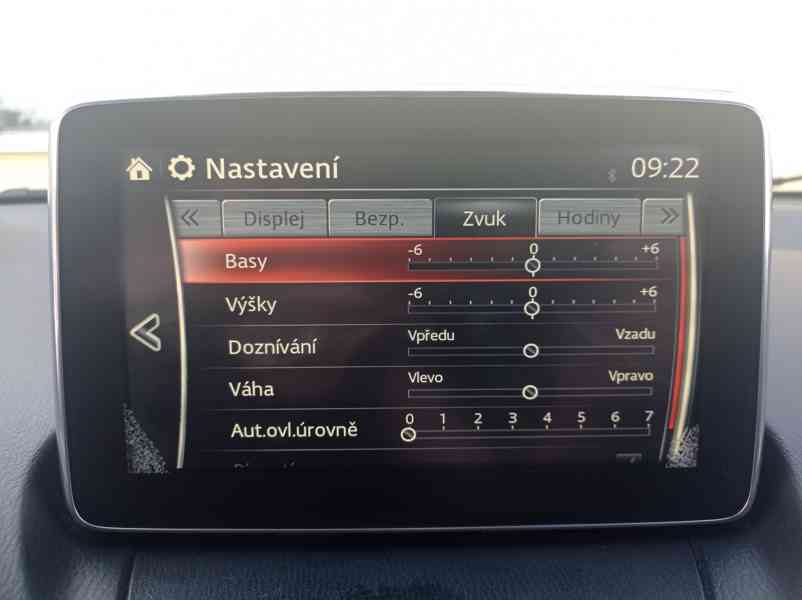 Nastavení 09:22
Displej Bezp. Zvuk Hodiny
Basy -6 0 +6
Výšky -6 0 +6
Doznívání Vpředu Vzadu
Váha Vlevo Vpravo
Aut.ovl.úrovně 0 1 2 3 4 5 6 7